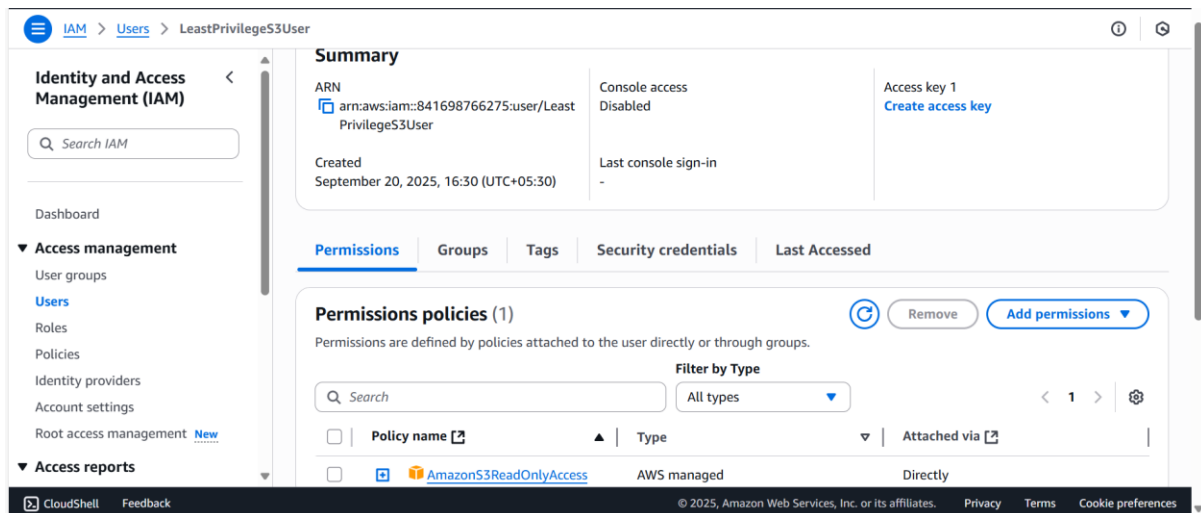 IAM > Users > LeastPrivilegeS3User
Identity and Access
Management (IAM)
Search IAM
Dashboard
Access management
User groups
Users
Roles
Policies
Identity providers
Account settings
Root access management New
Access reports
Summary
ARN
arn:aws:iam::841698766275:user/Least
PrivilegeS3User
Console access
Disabled
Access key 1
Create access key
Created
September 20, 2025, 16:30 (UTC+05:30)
Last console sign-in
-
Permissions Groups Tags Security credentials Last Accessed
Permissions policies (1)
Remove Add permissions
Permissions are defined by policies attached to the user directly or through groups.
Filter by Type
Search All types 1
Policy name Type Attached via
AmazonS3ReadOnlyAccess AWS managed Directly
CloudShell Feedback © 2025, Amazon Web Services, Inc. or its affiliates. Privacy Terms Cookie preferences